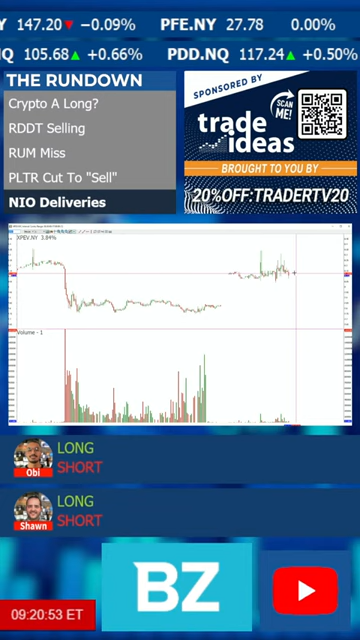 Y 147.20 ▼ −0.09% PFE.NY 27.78 0.00%
IQ 105.68 ▲ +0.66% PDD.NQ 117.24 ▲ +0.50%
THE RUNDOWN
Crypto A Long?
RDDT Selling
RUM Miss
PLTR Cut To "Sell"
NIO Deliveries
SPONSORED BY
SCAN ME!
trade
ideas
BROUGHT TO YOU BY
20%OFF:TRADERTV20
XPEV.NY 3.84%
Volume - 1
LONG
SHORT
Obi
LONG
SHORT
Shawn
BZ
09:20:53 ET